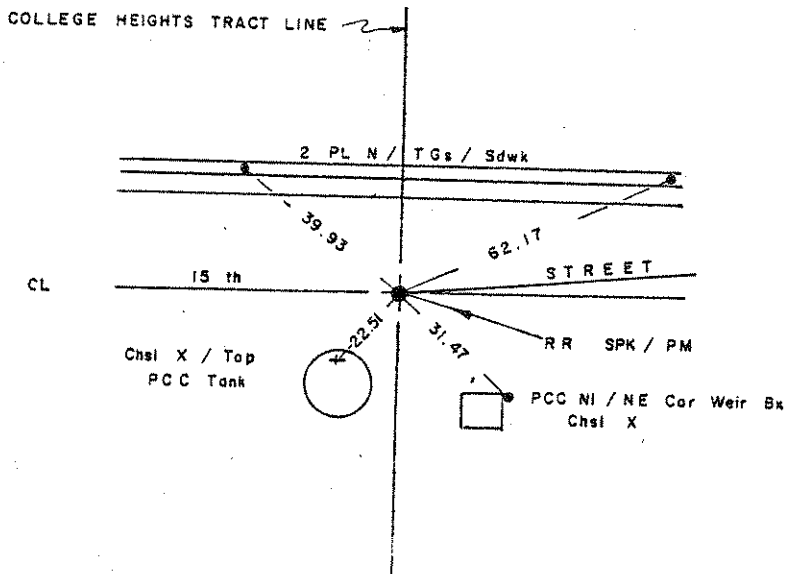 COLLEGE HEIGHTS TRACT LINE
2 PL N / TGs / Sdwk
39.93
62.17
CL
15 th
STREET
22.51
31.47
RR SPK / PM
Chsl X / Top
PCC Tank
PCC NI / NE Cor Weir Bx
Chsl X